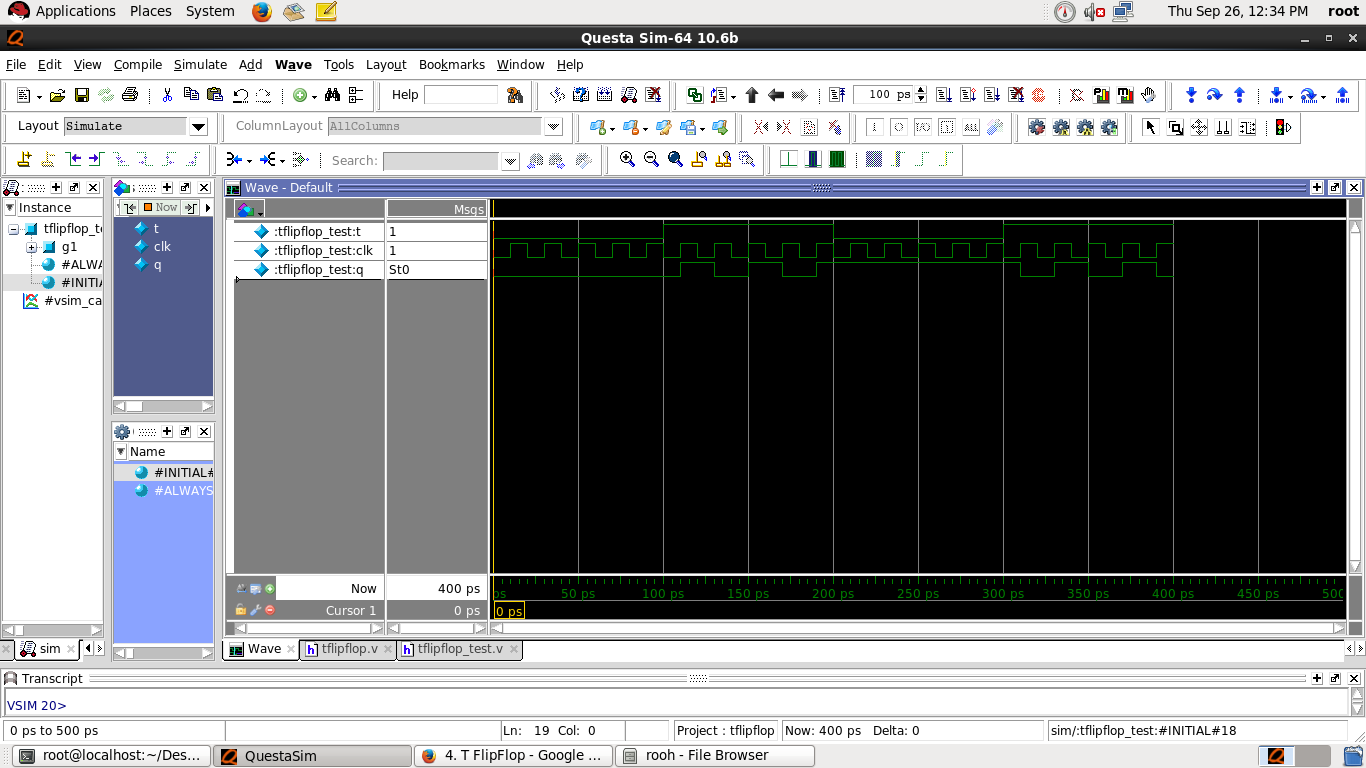 Applications Places System Thu Sep 26, 12:34 PM root
Questa Sim-64 10.6b
File Edit View Compile Simulate Add Wave Tools Layout Bookmarks Window Help
Help 100 ps
Layout Simulate ColumnLayout AllColumns
Search:
Wave - Default
Instance
Now
Msgs
tflipflop_te
g1
#ALWA
#INITIA
#vsim_ca
t
clk
q
:tflipflop_test:t 1
:tflipflop_test:clk 1
:tflipflop_test:q St0
Name
#INITIAL#
#ALWAYS
Now 400 ps
ps 50 ps 100 ps 150 ps 200 ps 250 ps 300 ps 350 ps 400 ps 450 ps 500
Cursor 1 0 ps 0 ps
sim Wave tflipflop.v tflipflop_test.v
Transcript
VSIM 20>
0 ps to 500 ps Ln: 19 Col: 0 Project : tflipflop Now: 400 ps Delta: 0 sim/:tflipflop_test:#INITIAL#18
root@localhost:~/Des... QuestaSim 4. T FlipFlop - Google ... rooh - File Browser